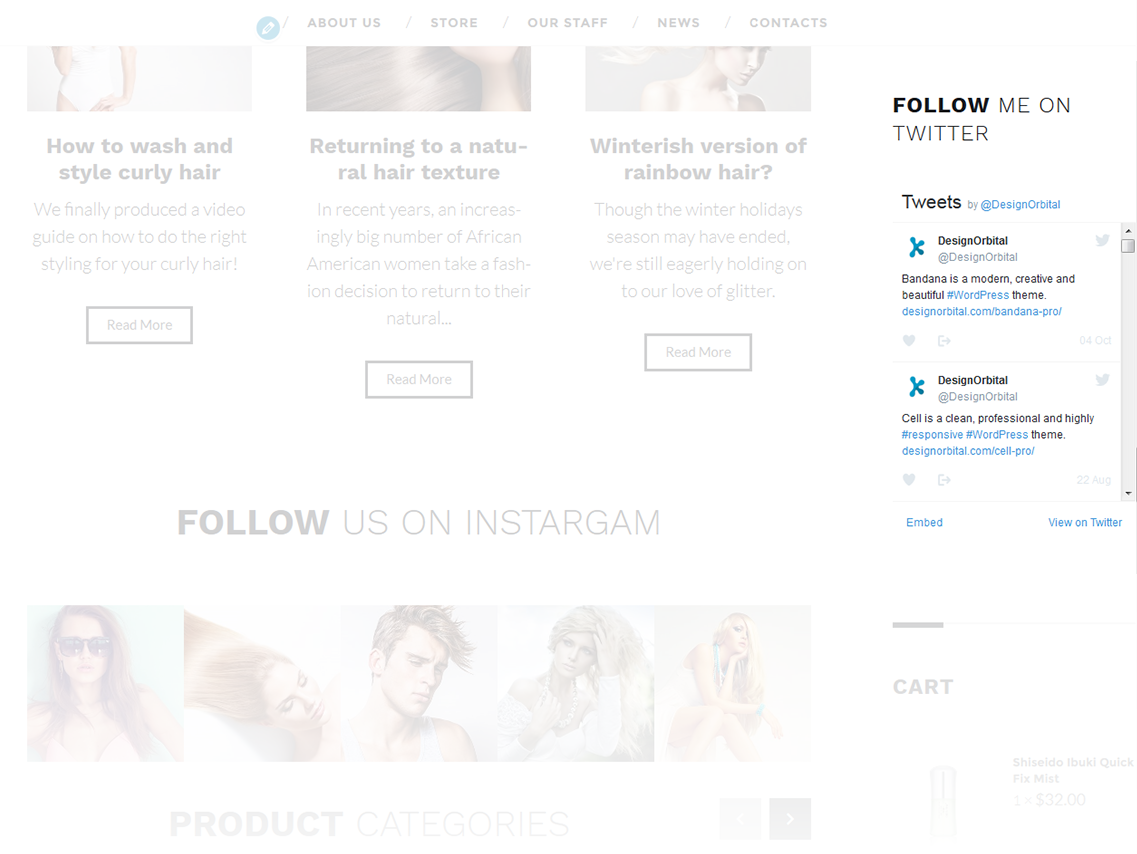 / ABOUT US / STORE / OUR STAFF / NEWS / CONTACTS
How to wash and
style curly hair
We finally produced a video
guide on how to do the right
styling for your curly hair!
Read More
Returning to a natu-
ral hair texture
In recent years, an increas-
ingly big number of African
American women take a fash-
ion decision to return to their
natural...
Read More
Winterish version of
rainbow hair?
Though the winter holidays
season may have ended,
we're still eagerly holding on
to our love of glitter.
Read More
FOLLOW US ON INSTARGAM
PRODUCT CATEGORIES
FOLLOW ME ON
TWITTER
Tweets by @DesignOrbital
DesignOrbital
@DesignOrbital
Bandana is a modern, creative and
beautiful #WordPress theme.
designorbital.com/bandana-pro/
04 Oct
DesignOrbital
@DesignOrbital
Cell is a clean, professional and highly
#responsive #WordPress theme.
designorbital.com/cell-pro/
22 Aug
Embed View on Twitter
CART
Shiseido Ibuki Quick
Fix Mist
1 × $32.00